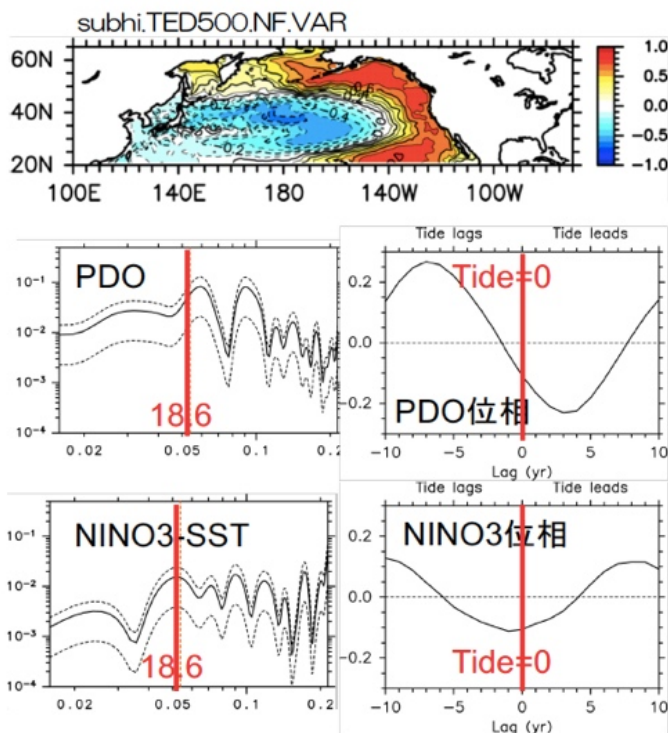 subhi.TED500.NF.VAR
60N
40N
20N
100E 140E 180 140W 100W
1.0
0.5
0.0
-0.5
-1.0
Tide lags Tide leads
PDO
Tide=0
10⁻¹
10⁻²
10⁻³
10⁻⁴
18.6
0.02 0.05 0.1 0.2
0.2
0.0
-0.2
PDO位相
-10 -5 0 5 10
Lag (yr)
Tide lags Tide leads
NINO3-SST
NINO3位相
10⁻¹
10⁻²
10⁻³
10⁻⁴
18.6
0.02 0.05 0.1 0.2
0.2
0.0
-0.2
Tide=0
-10 -5 0 5 10
Lag (yr)